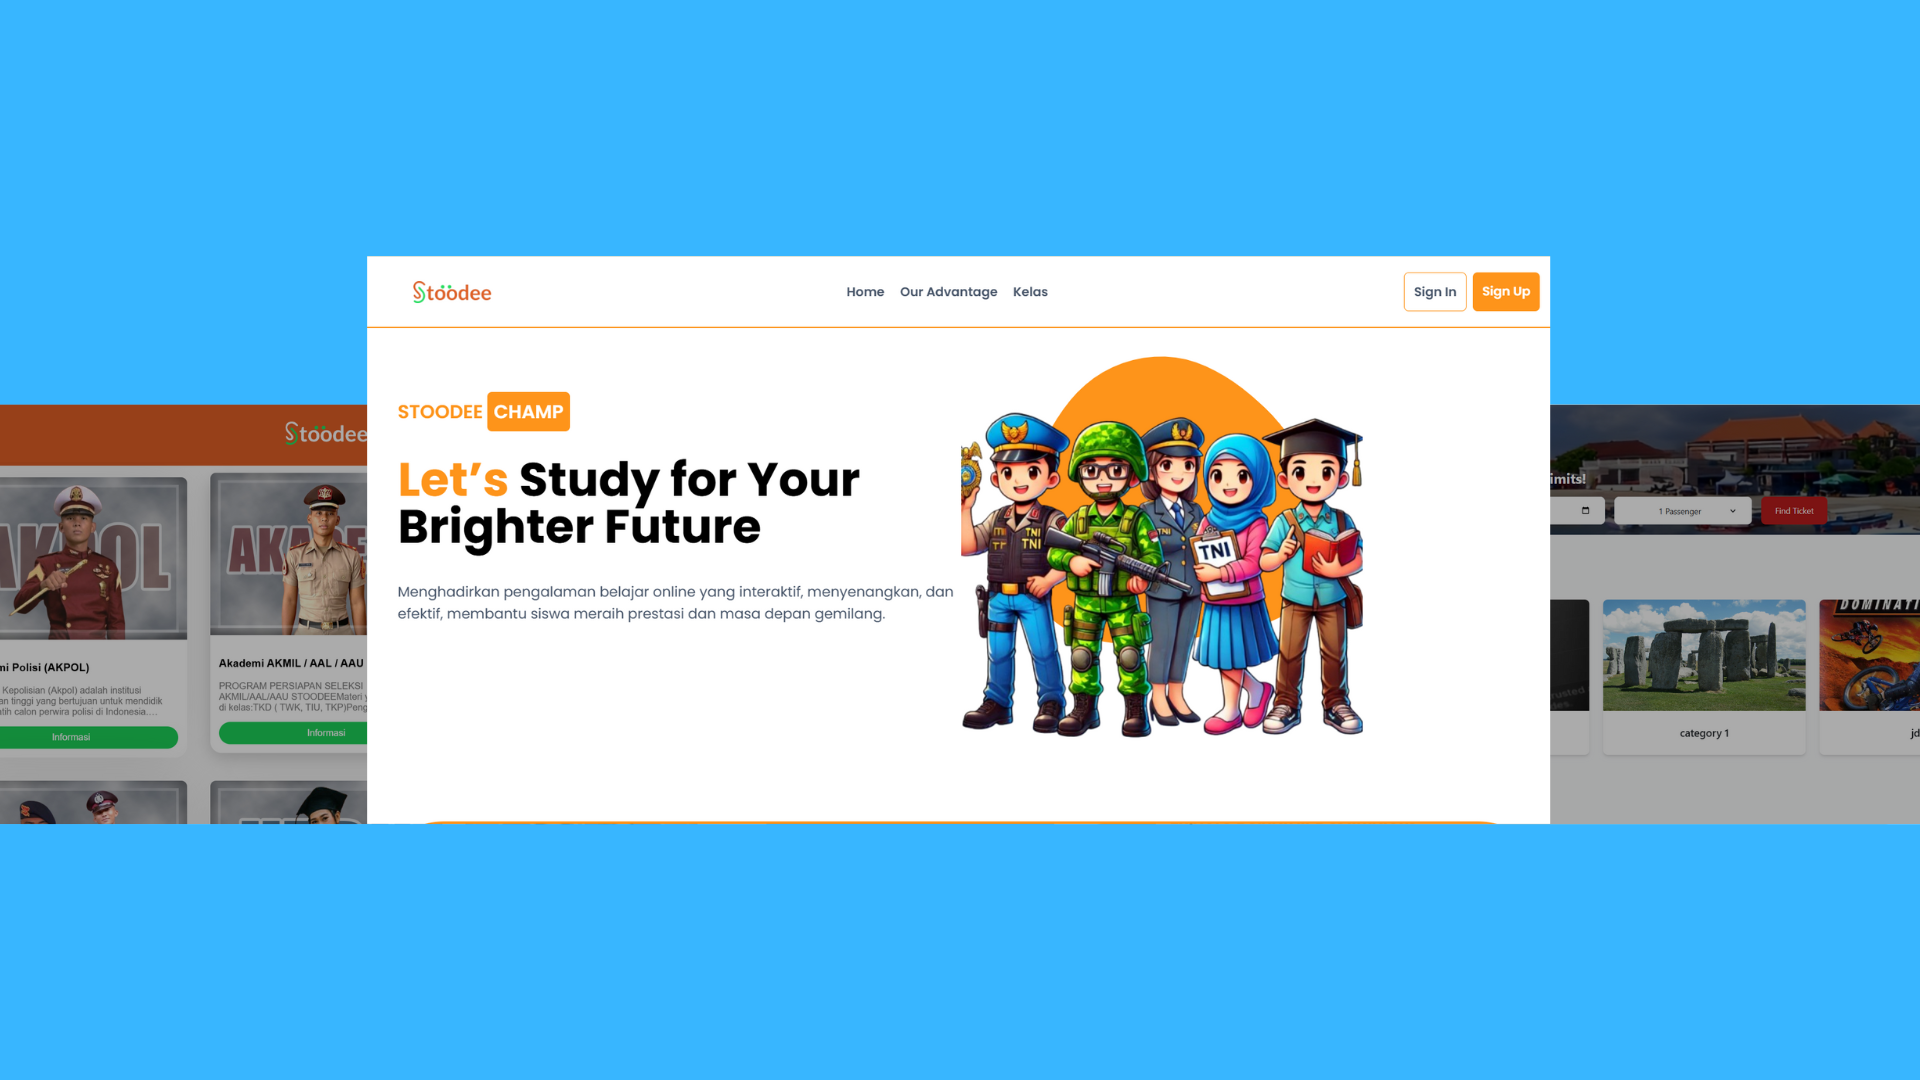 Stoodee
Home
Our Advantage
Kelas
Sign In
Sign Up
STOODEE CHAMP
Let’s Study for Your
Brighter Future
Menghadirkan pengalaman belajar online yang interaktif, menyenangkan, dan
efektif, membantu siswa meraih prestasi dan masa depan gemilang.
TNI
TNI
TNI
Stoodee
AKPOL
mi Polisi (AKPOL)
Kepolisian (Akpol) adalah institusi
an tinggi yang bertujuan untuk mendidik
tih calon perwira polisi di Indonesia....
Informasi
Akademi AKMIL / AAL / AAU
PROGRAM PERSIAPAN SELEKSI
AKMIL/AAL/AAU STOODEEMateri
di kelas:TKD ( TWK, TIU, TKP)Peng
Informasi
imits!
1 Passenger
Find Ticket
category 1
DOMINATI
jd